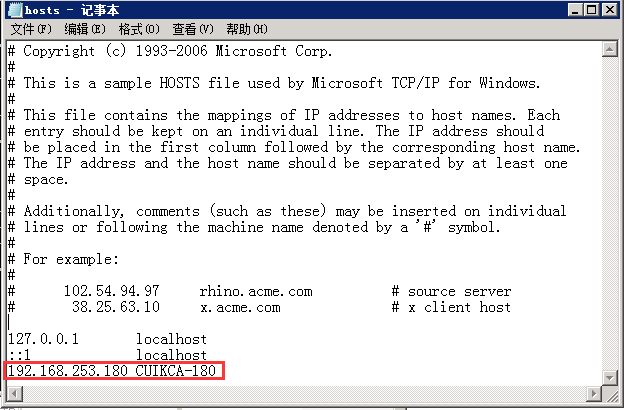 hosts - 记事本
文件(F) 编辑(E) 格式(O) 查看(V) 帮助(H)
# Copyright (c) 1993-2006 Microsoft Corp.
#
# This is a sample HOSTS file used by Microsoft TCP/IP for Windows.
#
# This file contains the mappings of IP addresses to host names. Each
# entry should be kept on an individual line. The IP address should
# be placed in the first column followed by the corresponding host name.
# The IP address and the host name should be separated by at least one
# space.
#
# Additionally, comments (such as these) may be inserted on individual
# lines or following the machine name denoted by a '#' symbol.
#
# For example:
#
#      102.54.94.97     rhino.acme.com          # source server
#       38.25.63.10     x.acme.com              # x client host
127.0.0.1       localhost
::1             localhost
192.168.253.180 CUIKCA-180